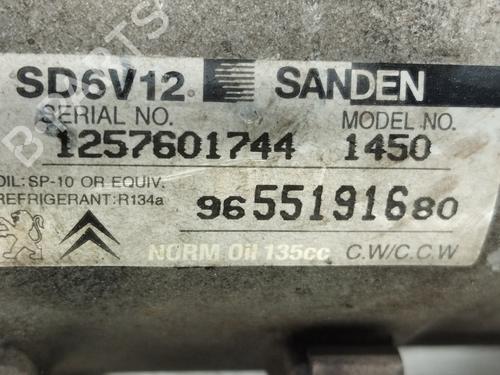 SD6V12 SANDEN
SERIAL NO. MODEL NO.
1257601744 1450
OIL: SP-10 OR EQUIV.
REFRIGERANT: R134a
9655191680
NORM Oil 135cc C.W/C.C.W